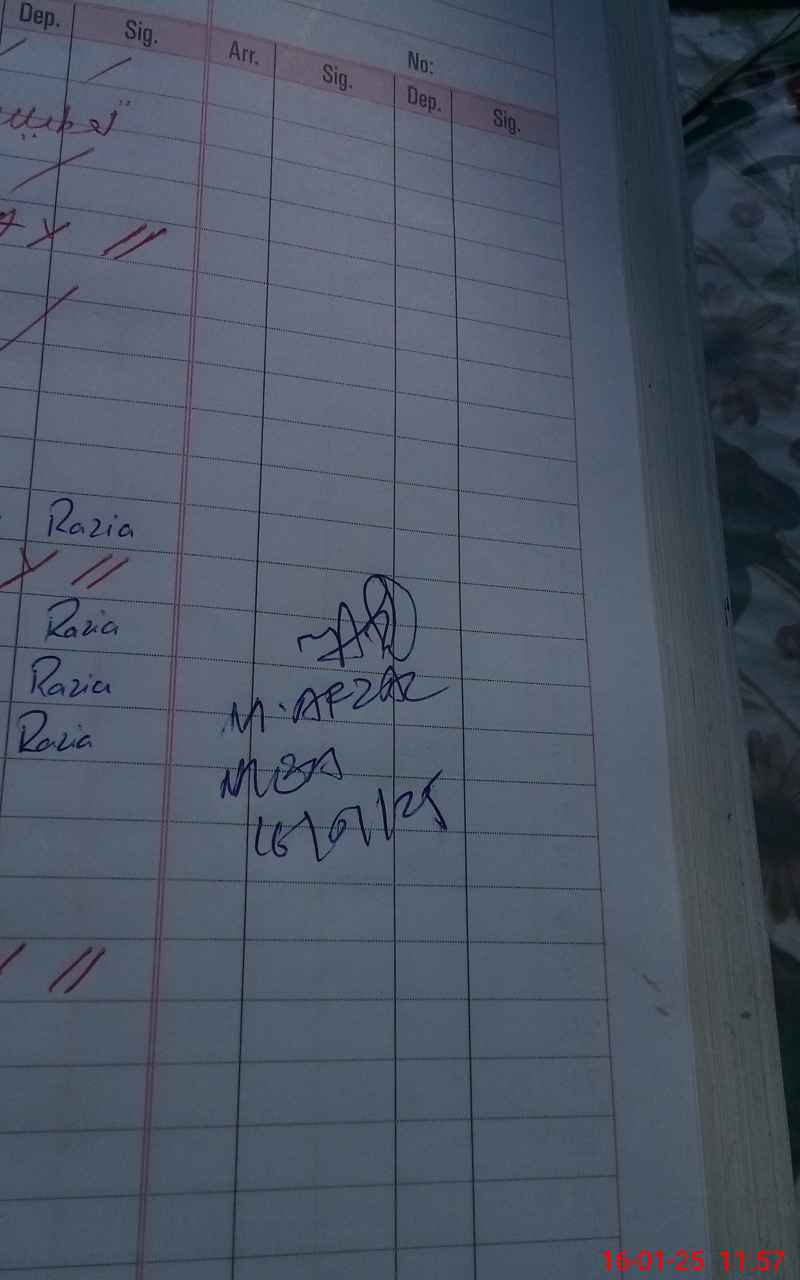 Dep. Sig. Arr. Sig. No: Dep. Sig.
Razia
Razia
Razia
Razia
M. AFZAL
MEA
16/01/25
16-01-25 11:57